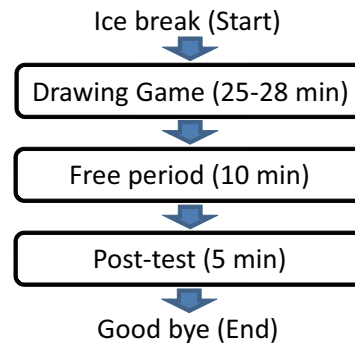 Ice break (Start)
Drawing Game (25-28 min)
Free period (10 min)
Post-test (5 min)
Good bye (End)